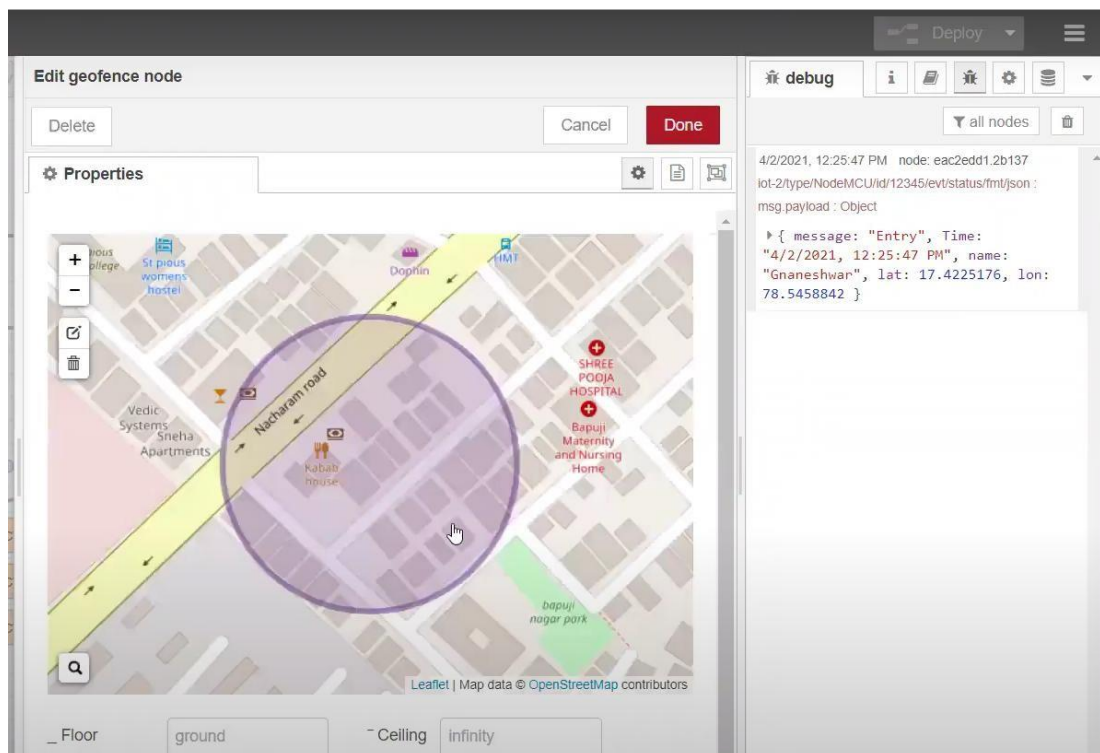 Deploy
Edit geofence node
Delete
Cancel
Done
Properties
debug
i
all nodes
4/2/2021, 12:25:47 PM node: eac2edd1.2b137
iot-2/type/NodeMCU/id/12345/evt/status/fmt/json :
msg.payload : Object
{ message: "Entry", Time:
"4/2/2021, 12:25:47 PM", name:
"Gnaneshwar", lat: 17.4225176, lon:
78.5458842 }
+
−
St pious
womens
hostel
Dophin
HMT
SHREE
POOJA
HOSPITAL
Bapuji
Maternity
and Nursing
Home
Nacharam road
Vedic
Systems
Sneha
Apartments
Kabab
house
bapuji
nagar park
Leaflet | Map data © OpenStreetMap contributors
_ Floor
ground
‾ Ceiling
infinity